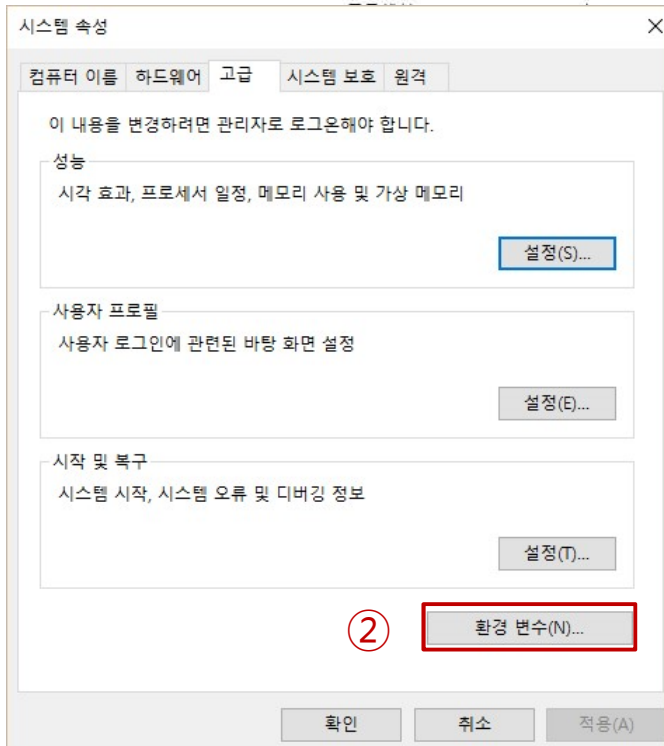 시스템 속성
컴퓨터 이름 하드웨어 고급 시스템 보호 원격
이 내용을 변경하려면 관리자로 로그온해야 합니다.
성능
시각 효과, 프로세서 일정, 메모리 사용 및 가상 메모리
설정(S)...
사용자 프로필
사용자 로그인에 관련된 바탕 화면 설정
설정(E)...
시작 및 복구
시스템 시작, 시스템 오류 및 디버깅 정보
설정(T)...
② 환경 변수(N)...
확인 취소 적용(A)